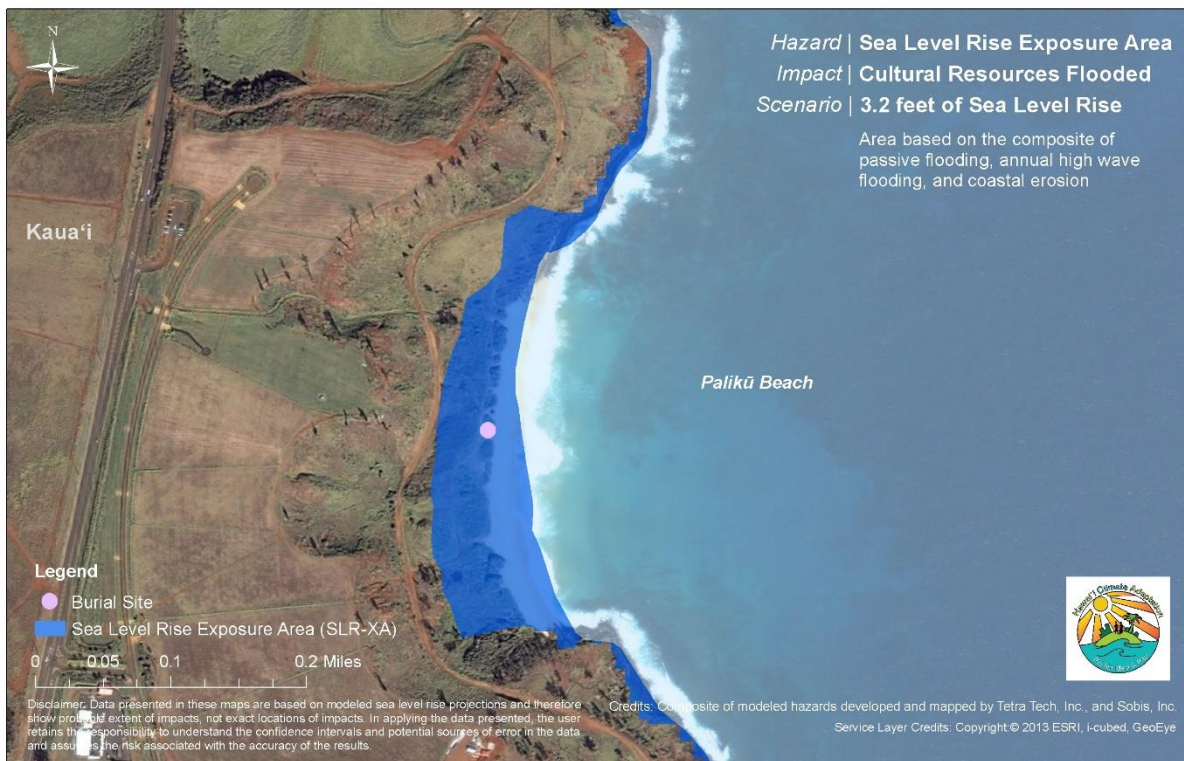 N
Hazard | Sea Level Rise Exposure Area
Impact | Cultural Resources Flooded
Scenario | 3.2 feet of Sea Level Rise
Area based on the composite of
passive flooding, annual high wave
flooding, and coastal erosion
Kauaʻi
Palikū Beach
Legend
Burial Site
Sea Level Rise Exposure Area (SLR-XA)
0 0.05 0.1 0.2 Miles
Disclaimer: Data presented in these maps are based on modeled sea level rise projections and therefore
show probable extent of impacts, not exact locations of impacts. In applying the data presented, the user
retains the responsibility to understand the confidence intervals and potential sources of error in the data
and assumes the risk associated with the accuracy of the results.
Hawaiʻi Climate Adaptation
Credits: Composite of modeled hazards developed and mapped by Tetra Tech, Inc., and Sobis, Inc.
Service Layer Credits: Copyright:© 2013 ESRI, i-cubed, GeoEye